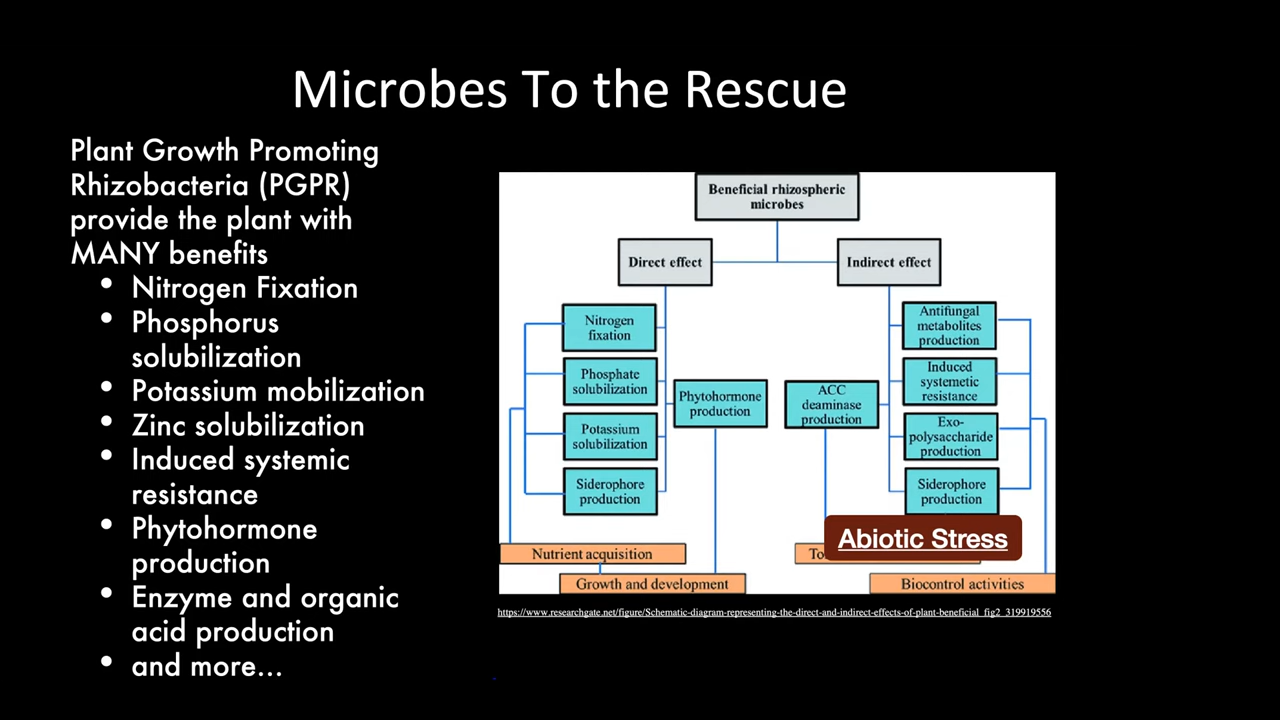 Microbes To the Rescue
Plant Growth Promoting
Rhizobacteria (PGPR)
provide the plant with
MANY benefits
• Nitrogen Fixation
• Phosphorus
solubilization
• Potassium mobilization
• Zinc solubilization
• Induced systemic
resistance
• Phytohormone
production
• Enzyme and organic
acid production
• and more...
Beneficial rhizospheric
microbes
Direct effect
Indirect effect
Nitrogen
fixation
Phosphate
solubilization
Potassium
solubilization
Siderophore
production
Phytohormone
production
ACC
deaminase
production
Antifungal
metabolites
production
Induced
systemetic
resistance
Exo-
polysaccharide
production
Siderophore
production
Nutrient acquisition
Growth and development
Abiotic Stress
Biocontrol activities
https://www.researchgate.net/figure/Schematic-diagram-representing-the-direct-and-indirect-effects-of-plant-beneficial_fig2_319919556